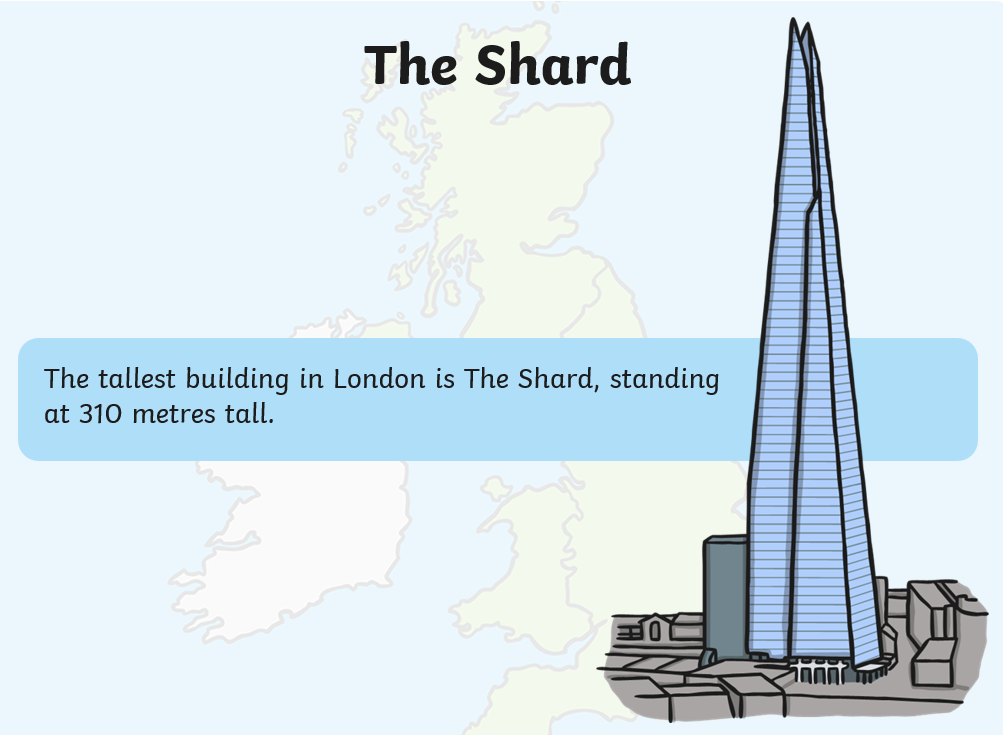 The Shard
The tallest building in London is The Shard, standing
at 310 metres tall.